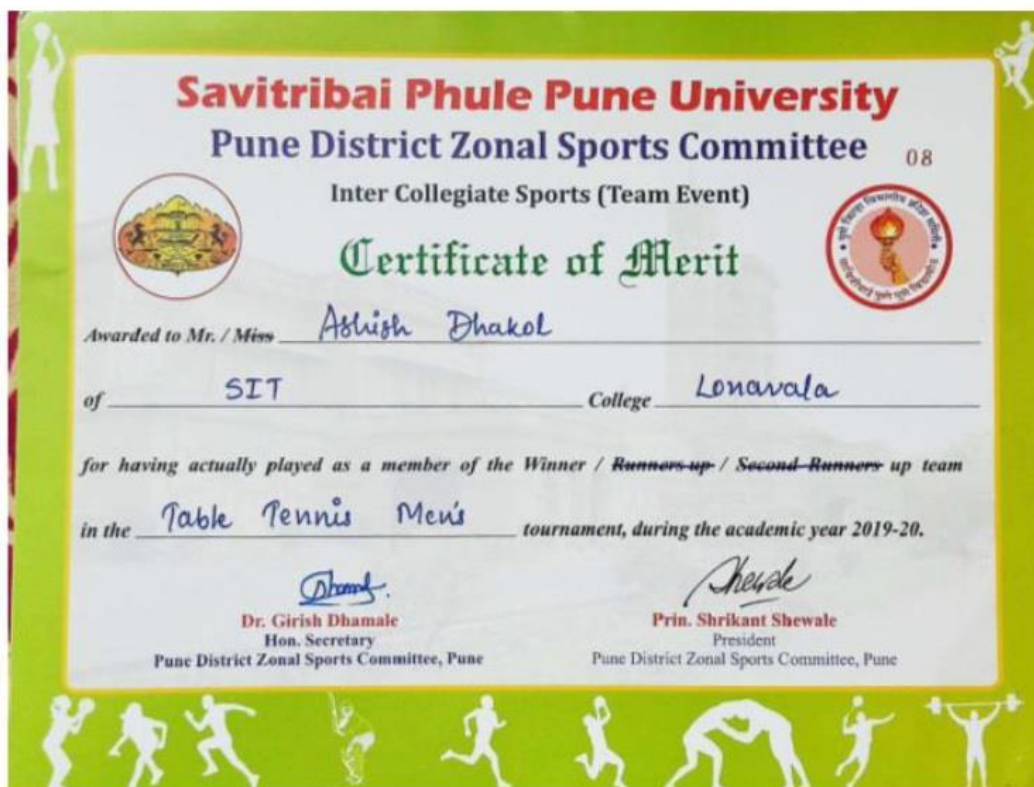 Savitribai Phule Pune University
Pune District Zonal Sports Committee
08
Inter Collegiate Sports (Team Event)
Certificate of Merit
Awarded to Mr. / Miss Ashish Dhakol
of SIT College Lonavala
for having actually played as a member of the Winner / Runners up / Second Runners up team
in the Table Tennis Men's tournament, during the academic year 2019-20.
Shewale
Dr. Girish Dhamale
Hon. Secretary
Pune District Zonal Sports Committee, Pune
Prin. Shrikant Shewale
President
Pune District Zonal Sports Committee, Pune